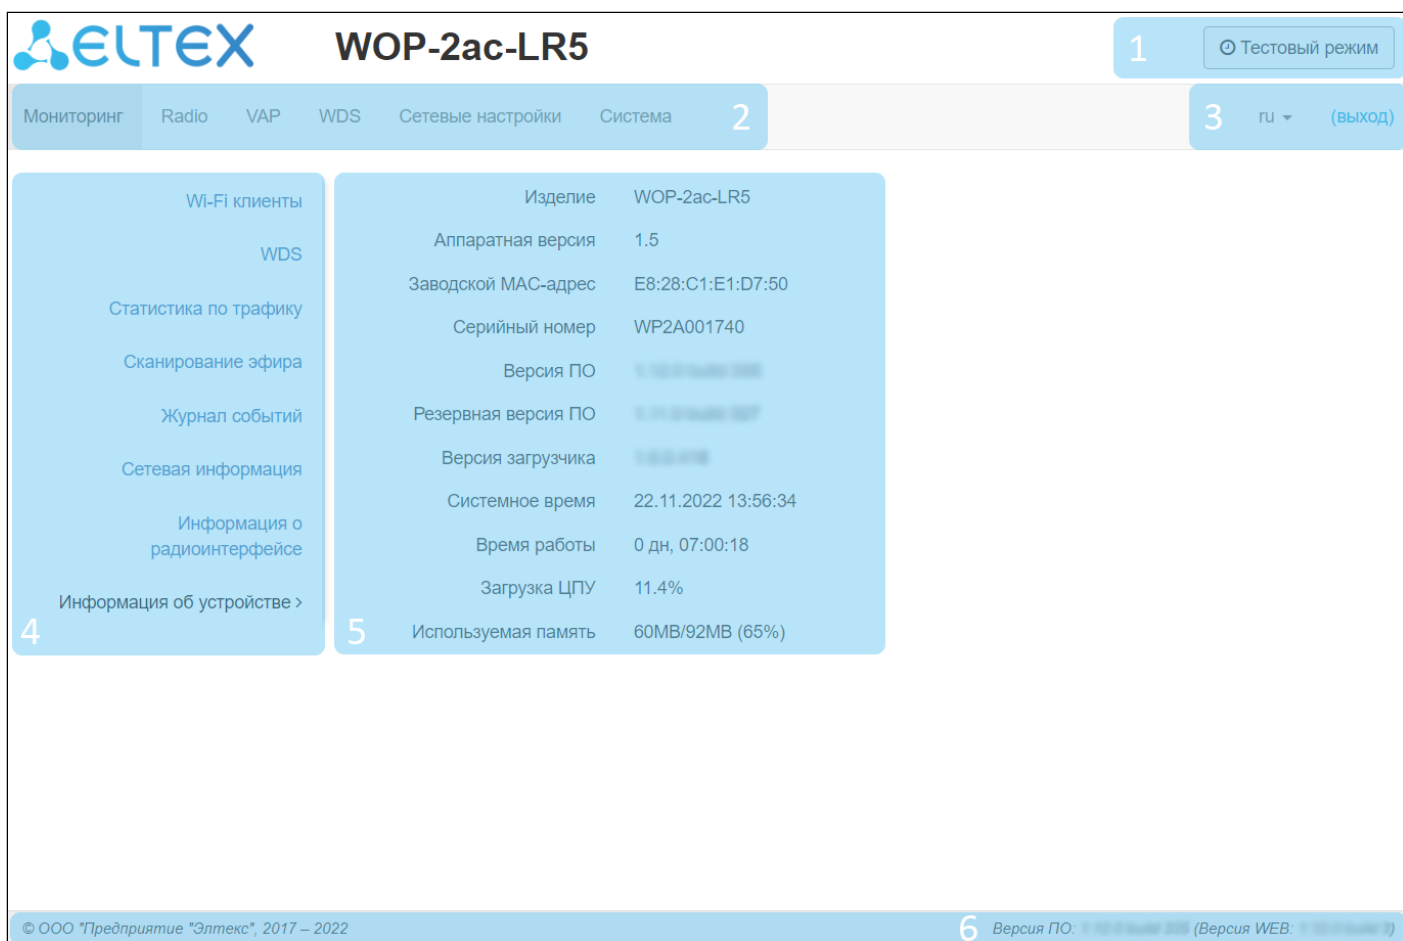 ELTEX WOP-2ac-LR5 1 Тестовый режим
Мониторинг Radio VAP WDS Сетевые настройки Система 2 3 ru (выход)
Wi-Fi клиенты
WDS
Статистика по трафику
Сканирование эфира
Журнал событий
Сетевая информация
Информация о
радиоинтерфейсе
Информация об устройстве >
4
Изделие WOP-2ac-LR5
Аппаратная версия 1.5
Заводской MAC-адрес E8:28:C1:E1:D7:50
Серийный номер WP2A001740
Версия ПО
Резервная версия ПО
Версия загрузчика
Системное время 22.11.2022 13:56:34
Время работы 0 дн, 07:00:18
Загрузка ЦПУ 11.4%
5 Используемая память 60MB/92MB (65%)
© ООО "Предприятие "Элтекс", 2017 – 2022 6 Версия ПО: (Версия WEB: )